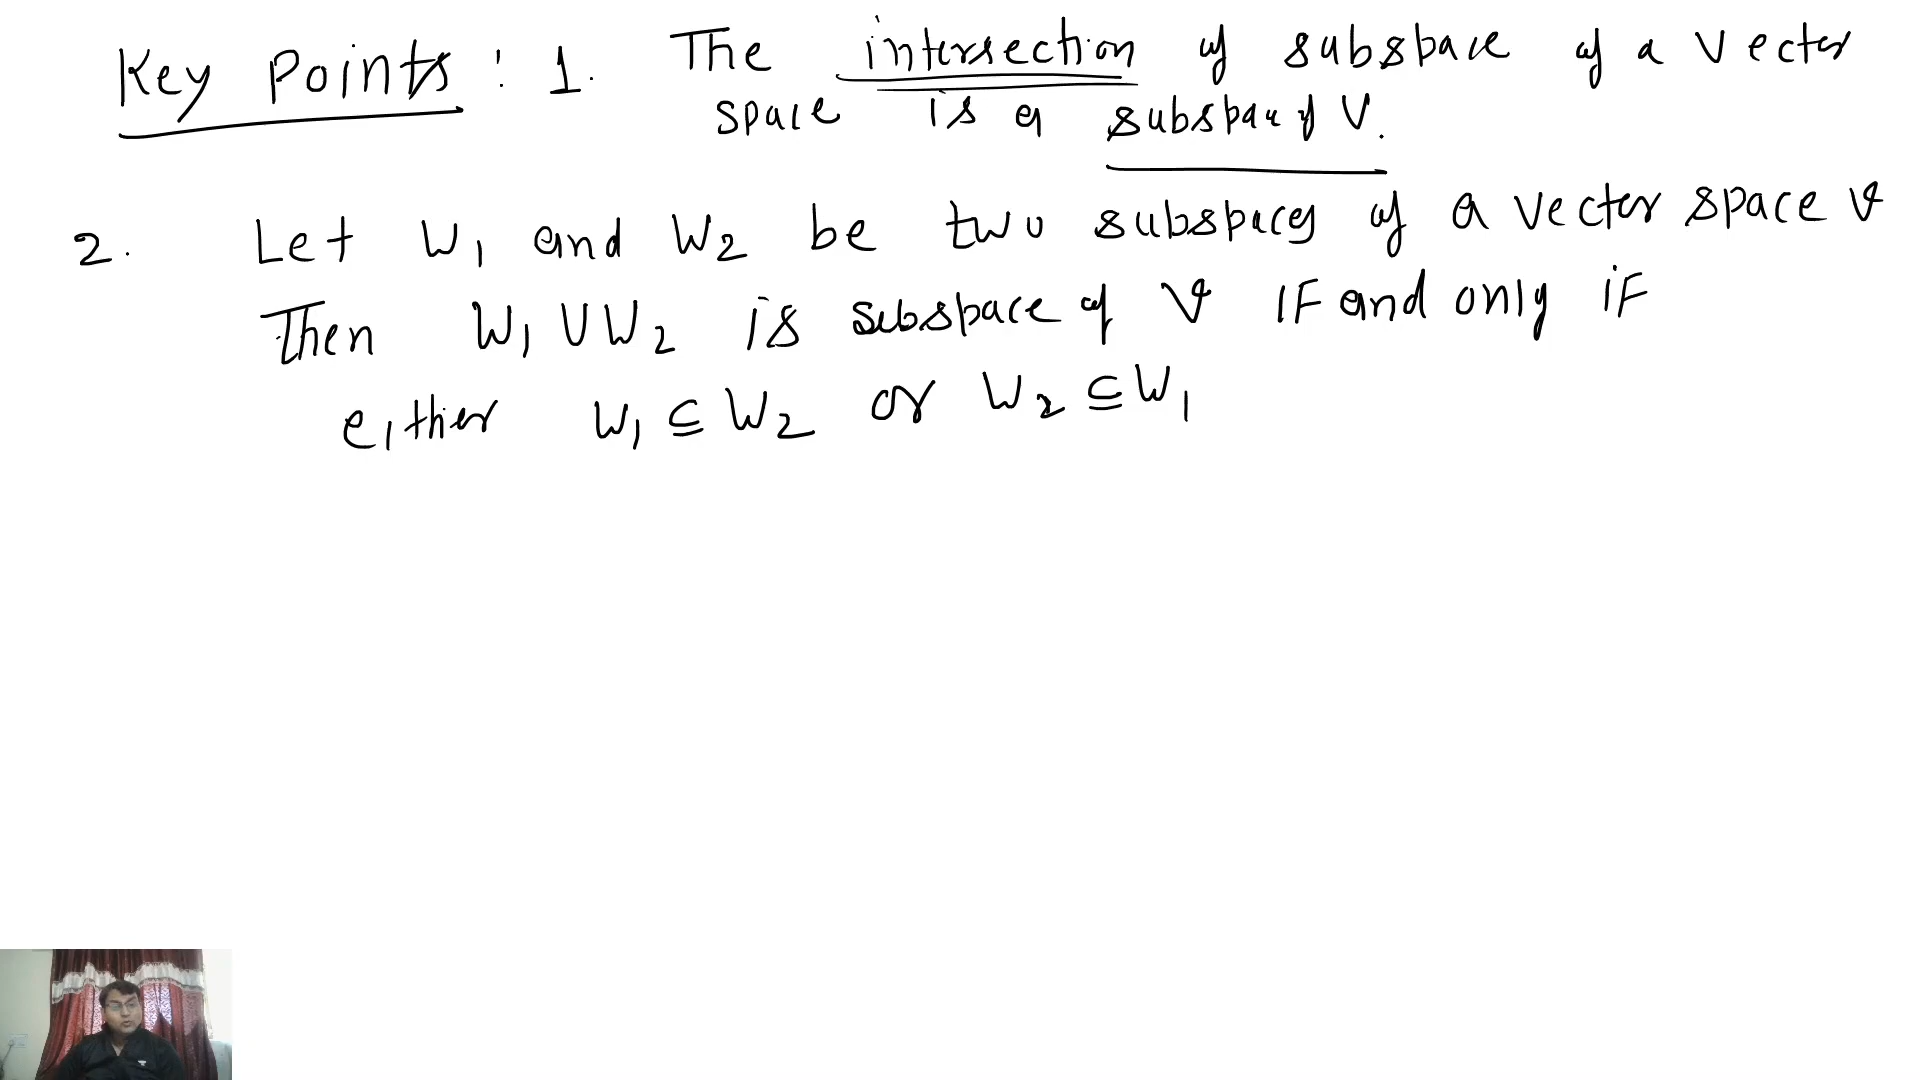 Key Points : 1. The intersection of subspace of a vector
space is a subspace of V.
2. Let W₁ and W₂ be two subspaces of a vector space V
Then W₁ ∪ W₂ is subspace of V IF and only iF
either W₁ ⊆ W₂ or W₂ ⊆ W₁